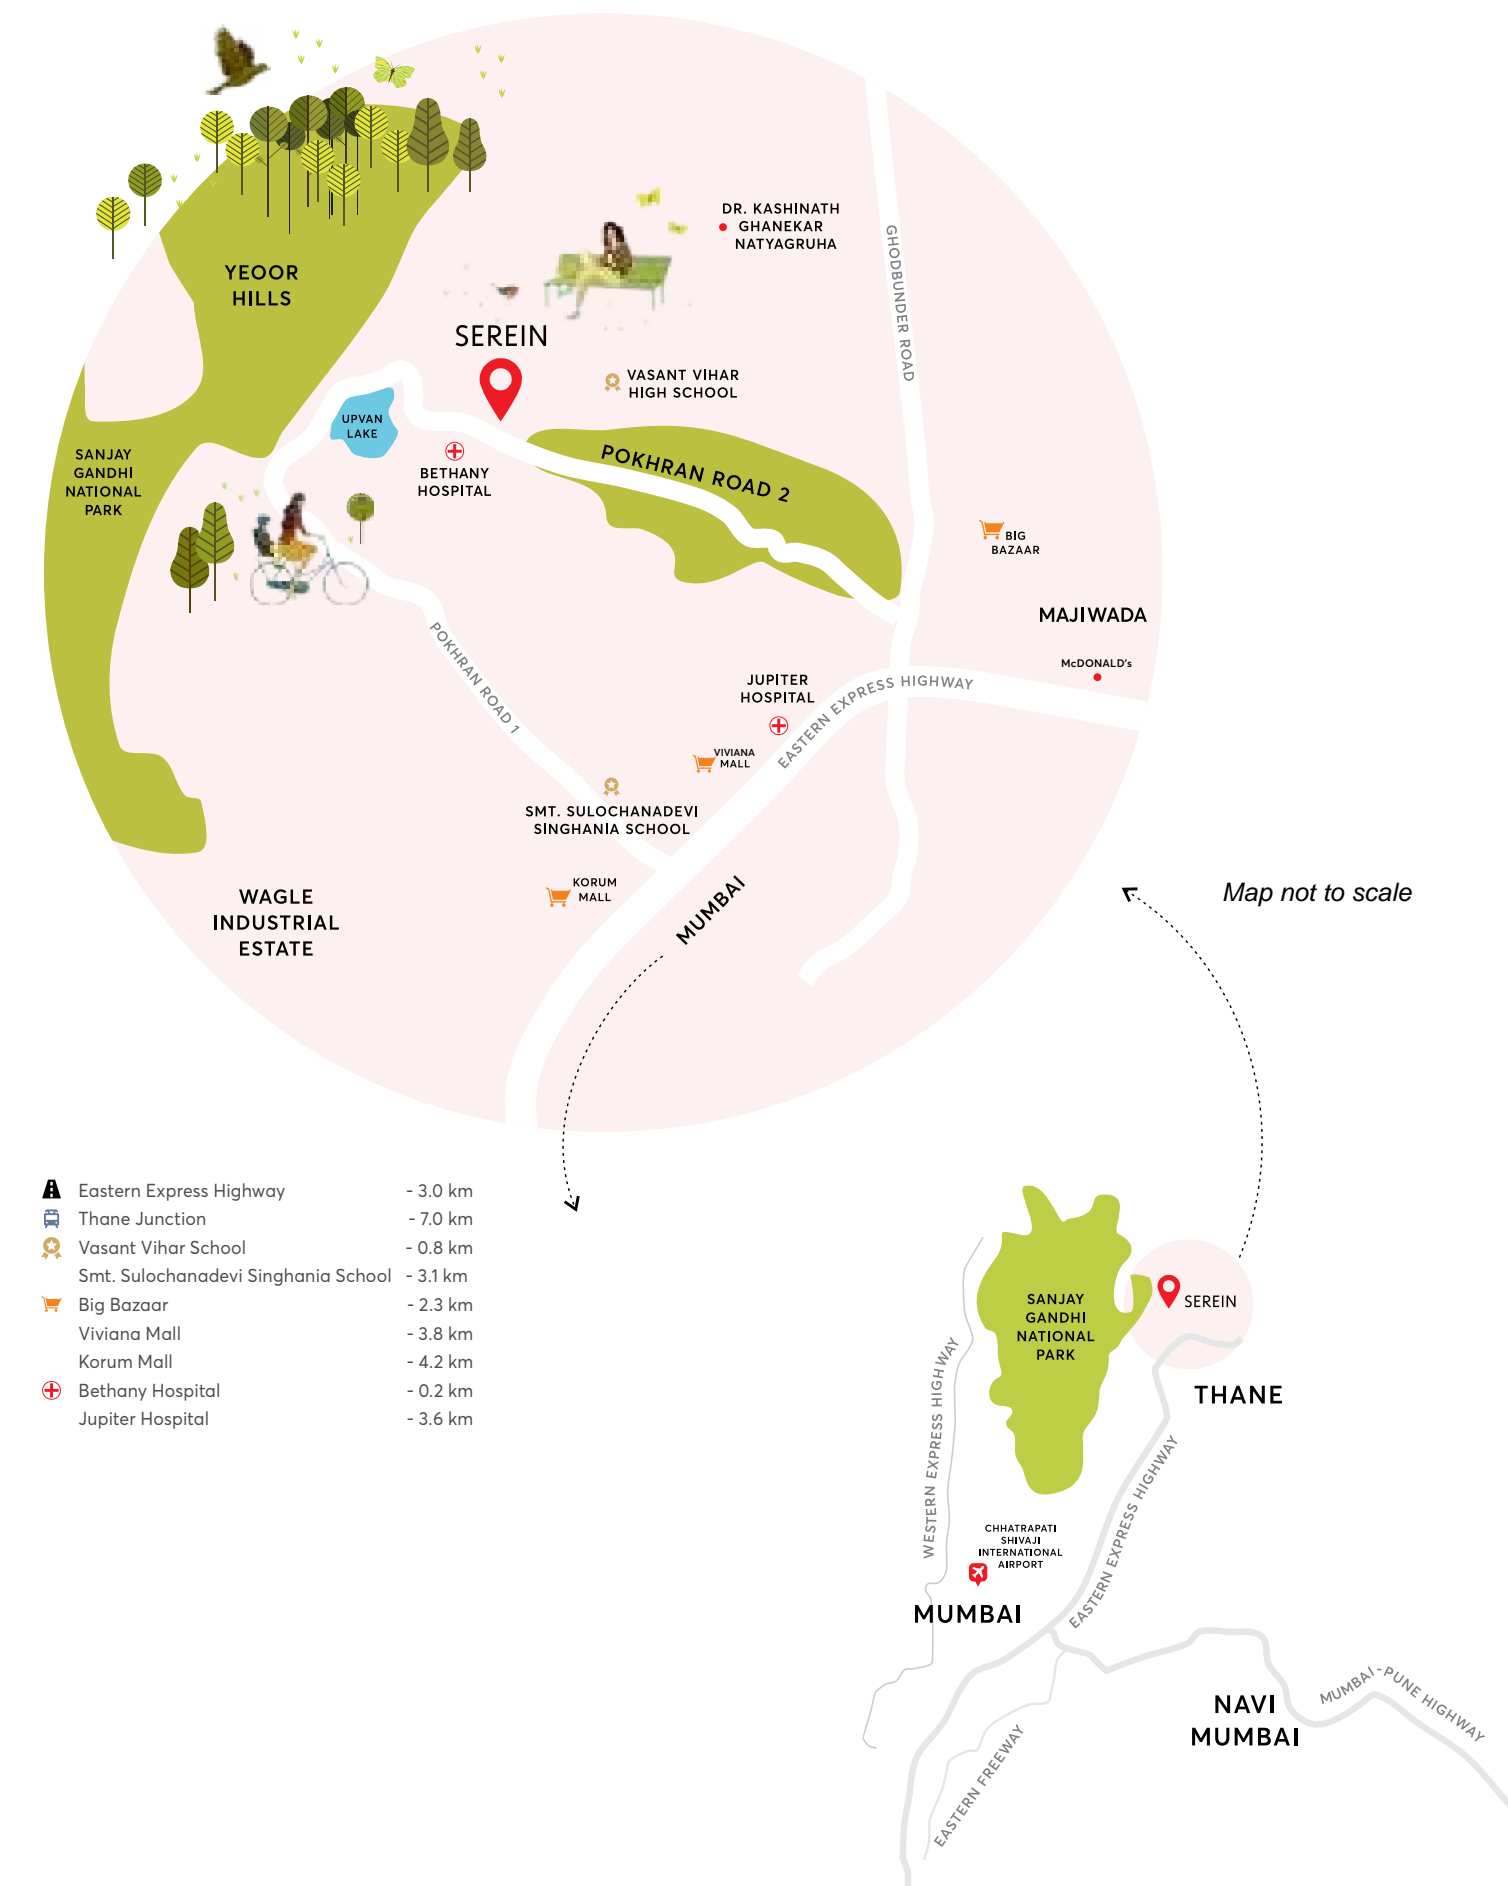 DR. KASHINATH
GHANEKAR
NATYAGRUHA
GHODBUNDER ROAD
YEOOR
HILLS
SEREIN
VASANT VIHAR
HIGH SCHOOL
UPVAN
LAKE
SANJAY
GANDHI
NATIONAL
PARK
BETHANY
HOSPITAL
POKHRAN ROAD 2
BIG
BAZAAR
MAJIWADA
McDONALD's
POKHRAN ROAD 1
JUPITER
HOSPITAL
EASTERN EXPRESS HIGHWAY
VIVIANA
MALL
SMT. SULOCHANADEVI
SINGHANIA SCHOOL
KORUM
MALL
WAGLE
INDUSTRIAL
ESTATE
MUMBAI
Map not to scale
Eastern Express Highway - 3.0 km
Thane Junction - 7.0 km
Vasant Vihar School - 0.8 km
Smt. Sulochanadevi Singhania School - 3.1 km
Big Bazaar - 2.3 km
Viviana Mall - 3.8 km
Korum Mall - 4.2 km
Bethany Hospital - 0.2 km
Jupiter Hospital - 3.6 km
SANJAY
GANDHI
NATIONAL
PARK
SEREIN
THANE
WESTERN EXPRESS HIGHWAY
EASTERN EXPRESS HIGHWAY
CHHATRAPATI
SHIVAJI
INTERNATIONAL
AIRPORT
MUMBAI
NAVI
MUMBAI
MUMBAI-PUNE HIGHWAY
EASTERN FREEWAY